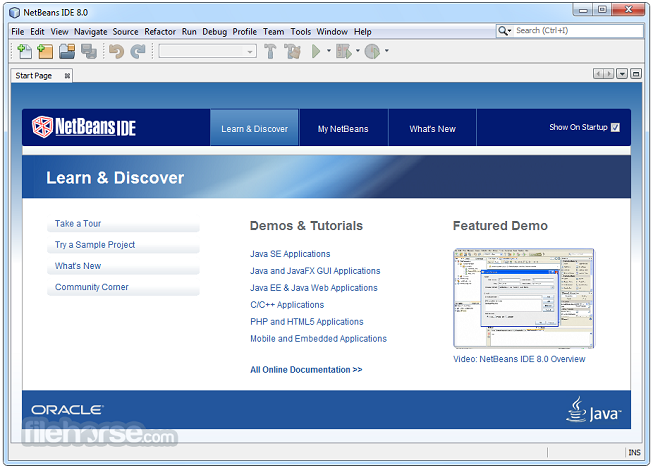 NetBeans IDE 8.0
File Edit View Navigate Source Refactor Run Debug Profile Team Tools Window Help
Search (Ctrl+I)
Start Page
NetBeans IDE
Learn & Discover
My NetBeans
What's New
Show On Startup
Learn & Discover
Take a Tour
Try a Sample Project
What's New
Community Corner
Demos & Tutorials
Java SE Applications
Java and JavaFX GUI Applications
Java EE & Java Web Applications
C/C++ Applications
PHP and HTML5 Applications
Mobile and Embedded Applications
All Online Documentation >>
Featured Demo
Video: NetBeans IDE 8.0 Overview
ORACLE
Java
filehorse.com
INS